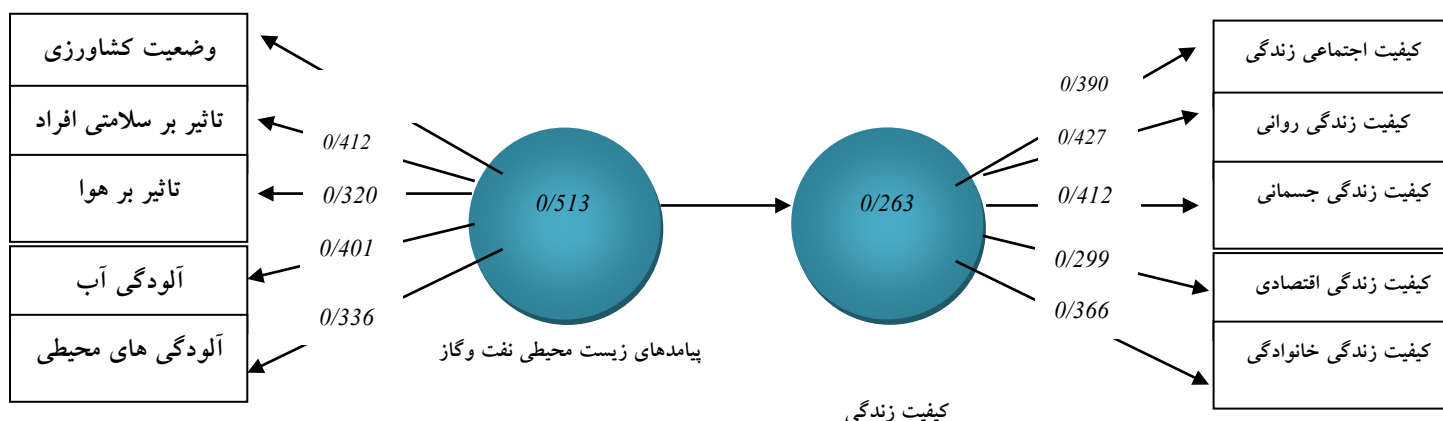 کیفیت اجتماعی زندگی
کیفیت زندگی روانی
کیفیت زندگی جسمانی
کیفیت زندگی اقتصادی
کیفیت زندگی خانوادگی
0/390
0/427
0/412
0/299
0/366
0/263
کیفیت زندگی
0/513
پیامدهای زیست محیطی نفت وگاز
0/412
0/320
0/401
0/336
وضعیت کشاورزی
تاثیر بر سلامتی افراد
تاثیر بر هوا
آلودگی آب
آلودگی های محیطی